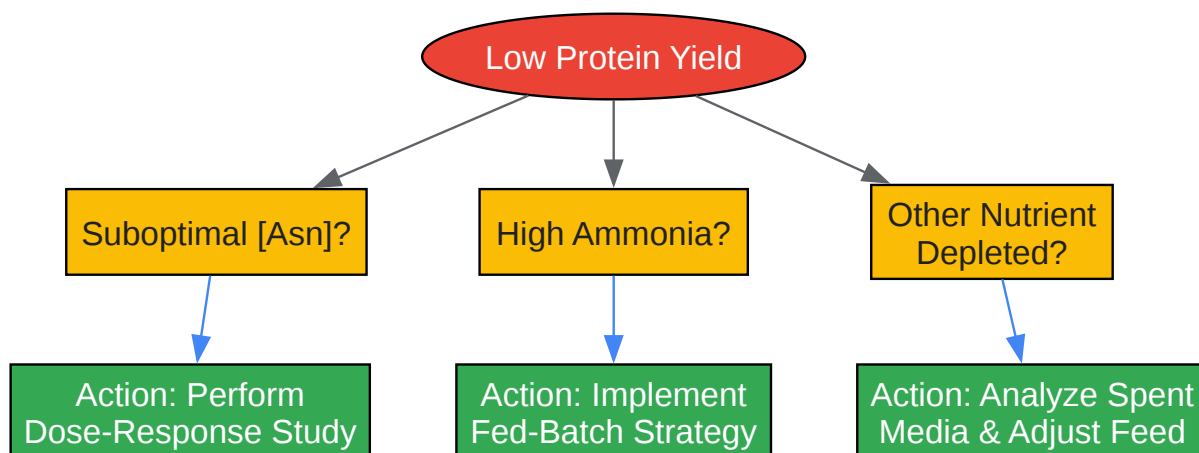 Low Protein Yield
Suboptimal [Asn]?
High Ammonia?
Other Nutrient
Depleted?
Action: Perform
Dose-Response Study
Action: Implement
Fed-Batch Strategy
Action: Analyze Spent
Media & Adjust Feed